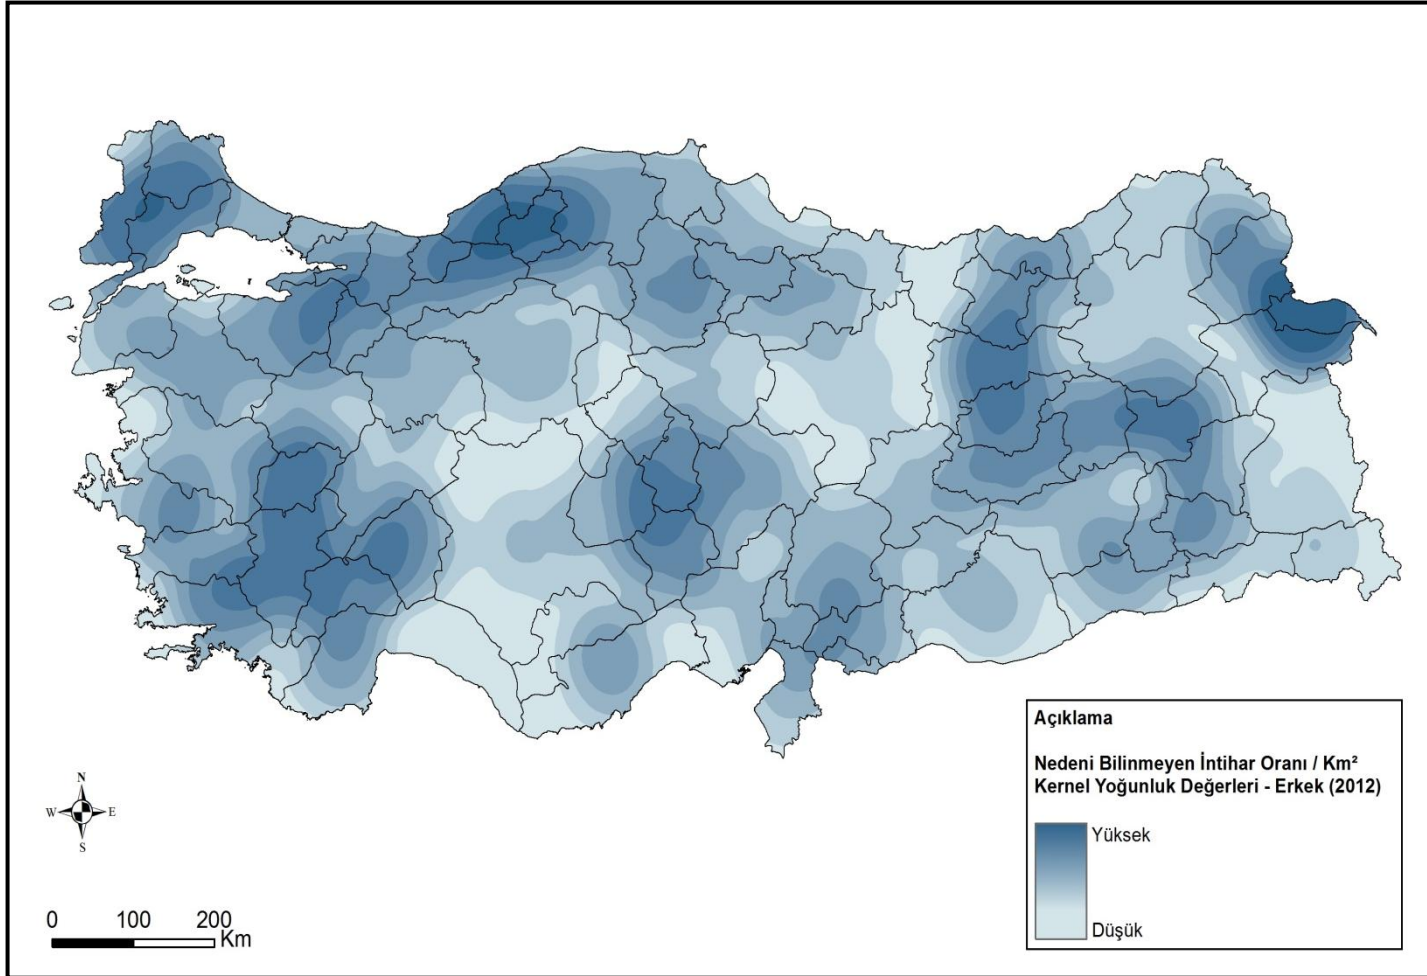 Açıklama
Nedeni Bilinmeyen İntihar Oranı / Km²
Kernel Yoğunluk Değerleri - Erkek (2012)
Yüksek
Düşük
N
W E
S
0 100 200
Km